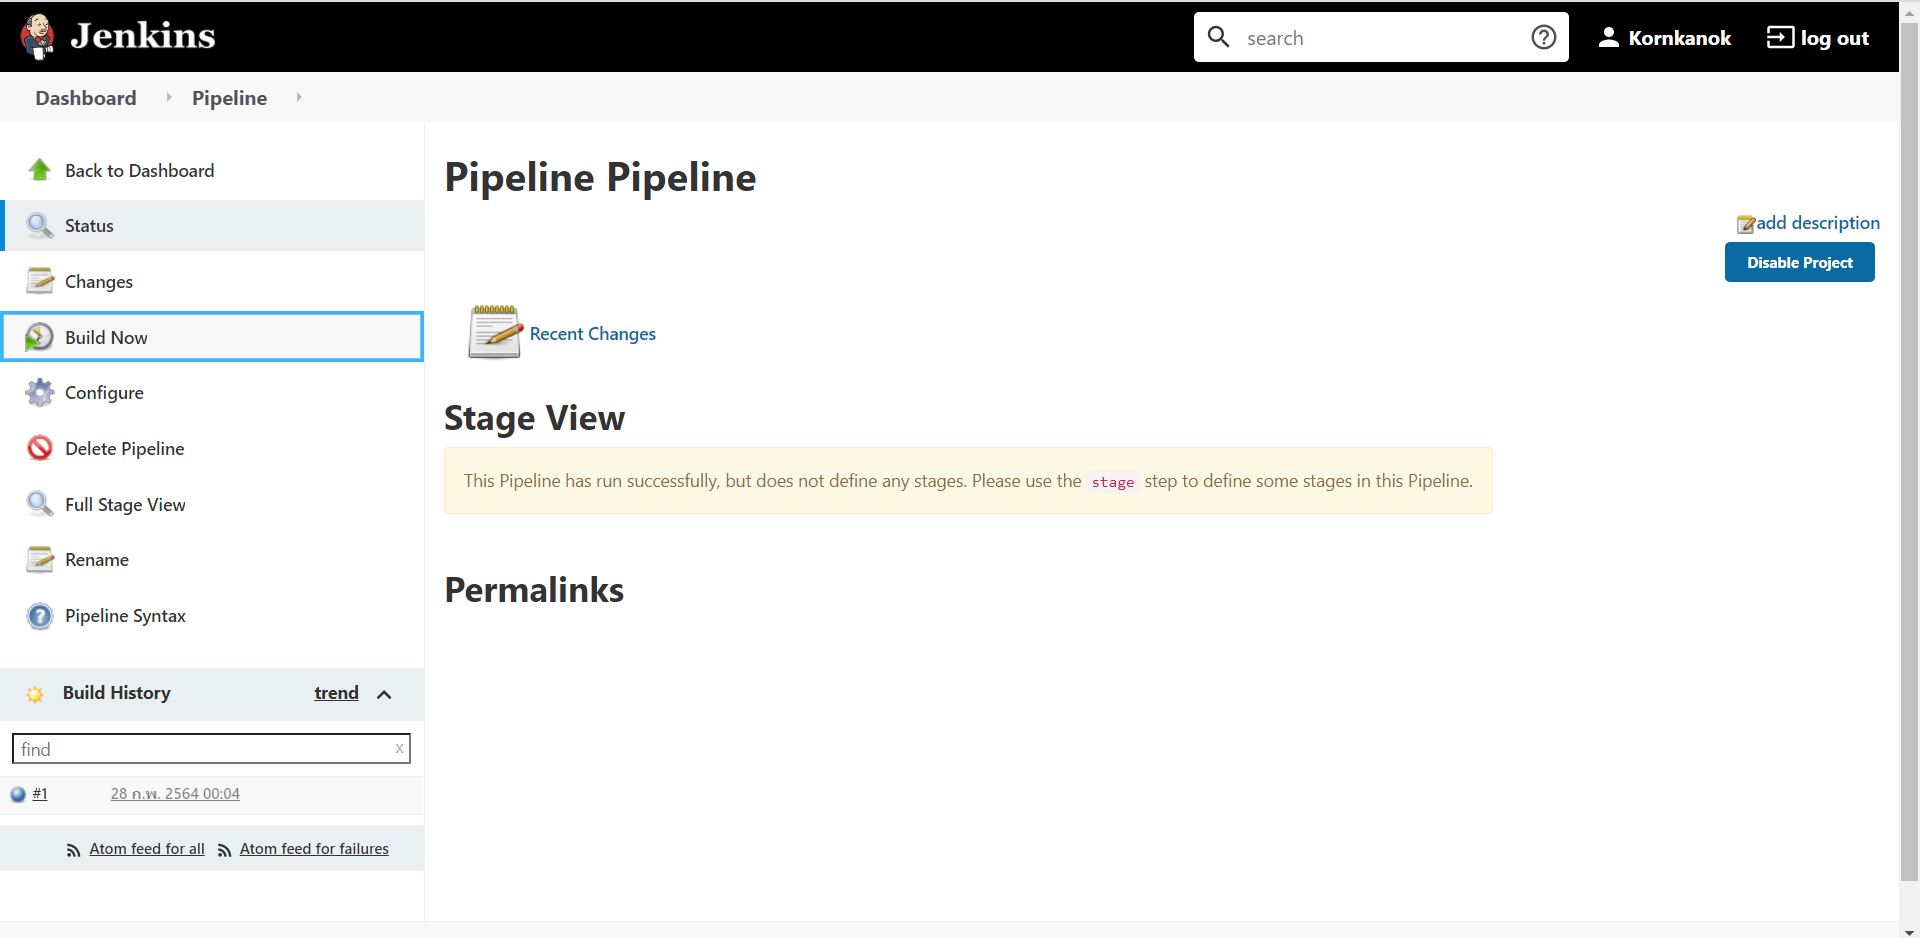 Jenkins
search
Kornkanok
log out
Dashboard
Pipeline
Back to Dashboard
Status
Changes
Build Now
Configure
Delete Pipeline
Full Stage View
Rename
Pipeline Syntax
Build History
trend
find
x
#1
28 ก.พ. 2564 00:04
Atom feed for all
Atom feed for failures
Pipeline Pipeline
add description
Disable Project
Recent Changes
Stage View
This Pipeline has run successfully, but does not define any stages. Please use the stage step to define some stages in this Pipeline.
Permalinks